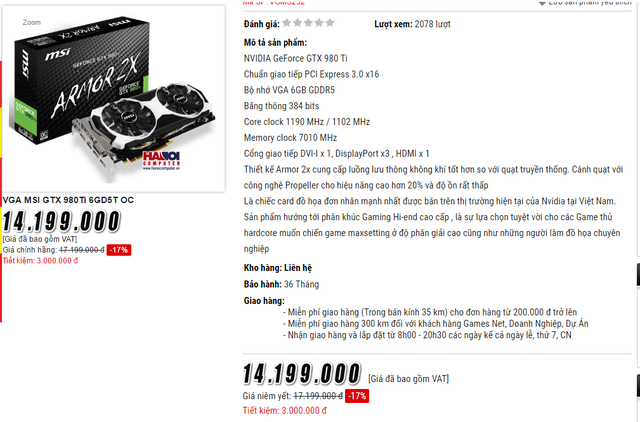 Zoom
msi
GEFORCE GTX 980 Ti
ARMOR 2X
HANOI
COMPUTER
www.hanoicomputer.vn
VGA MSI GTX 980Ti 6GD5T OC
14.199.000
[Giá đã bao gồm VAT]
Giá chính hãng: 17.199.000 đ -17%
Tiết kiệm: 3.000.000 đ
Lưu sản phẩm yêu thích
Đánh giá: Lượt xem: 2078 lượt
Mô tả sản phẩm:
NVIDIA GeForce GTX 980 Ti
Chuẩn giao tiếp PCI Express 3.0 x16
Bộ nhớ VGA 6GB GDDR5
Băng thông 384 bits
Core clock 1190 MHz / 1102 MHz
Memory clock 7010 MHz
Cổng giao tiếp DVI-I x 1, DisplayPort x3 , HDMI x 1
Thiết kế Armor 2x cung cấp luồng lưu thông không khí tốt hơn so với quạt truyền thống. Cánh quạt với
công nghệ Propeller cho hiệu năng cao hơn 20% và độ ồn rất thấp
Là chiếc card đồ họa đơn nhân mạnh nhất được bán trên thị trường hiện tại của Nvidia tại Việt Nam.
Sản phẩm hướng tới phân khúc Gaming Hi-end cao cấp , là sự lựa chọn tuyệt vời cho các Game thủ
hardcore muốn chiến game maxsetting ở độ phân giải cao cũng như những người làm đồ họa chuyên
nghiệp
Kho hàng: Liên hệ
Bảo hành: 36 Tháng
Giao hàng:
- Miễn phí giao hàng (Trong bán kính 35 km) cho đơn hàng từ 200.000 đ trở lên
- Miễn phí giao hàng 300 km đối với khách hàng Games Net, Doanh Nghiệp, Dự Án
- Nhận giao hàng và lắp đặt từ 8h00 - 20h30 các ngày kể cả ngày lễ, thứ 7, CN
14.199.000 [Giá đã bao gồm VAT]
Giá niêm yết: 17.199.000 đ -17%
Tiết kiệm: 3.000.000 đ